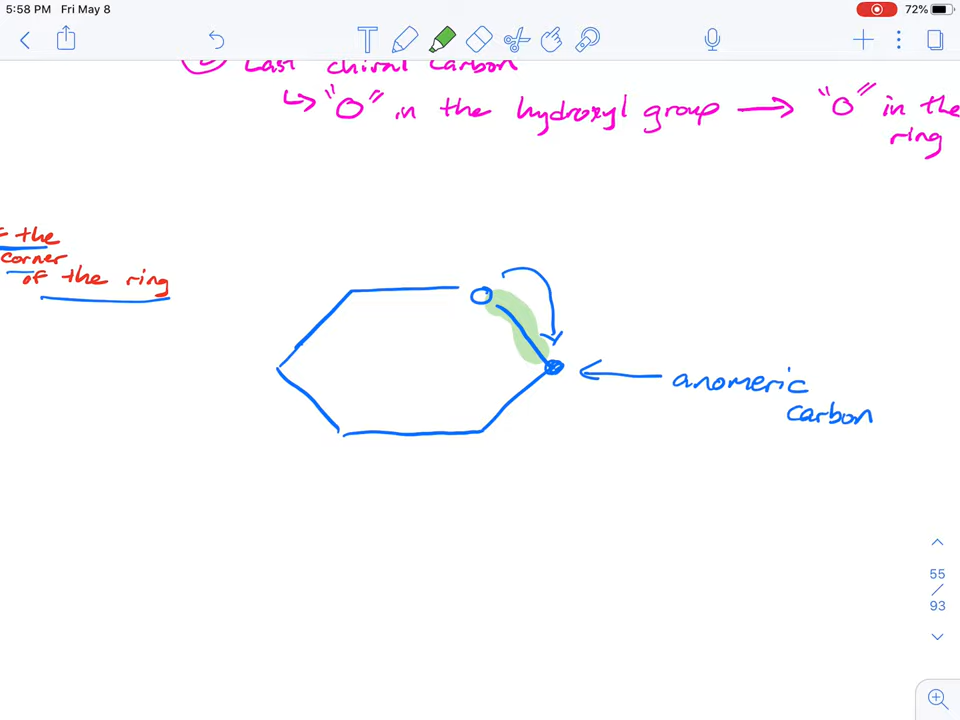 5:58 PM Fri May 8
72%
T
② Last chiral carbon
↳ "O" in the hydroxyl group → "O" in the
ring
the
corner
of the ring
O
anomeric
carbon
55
/
93